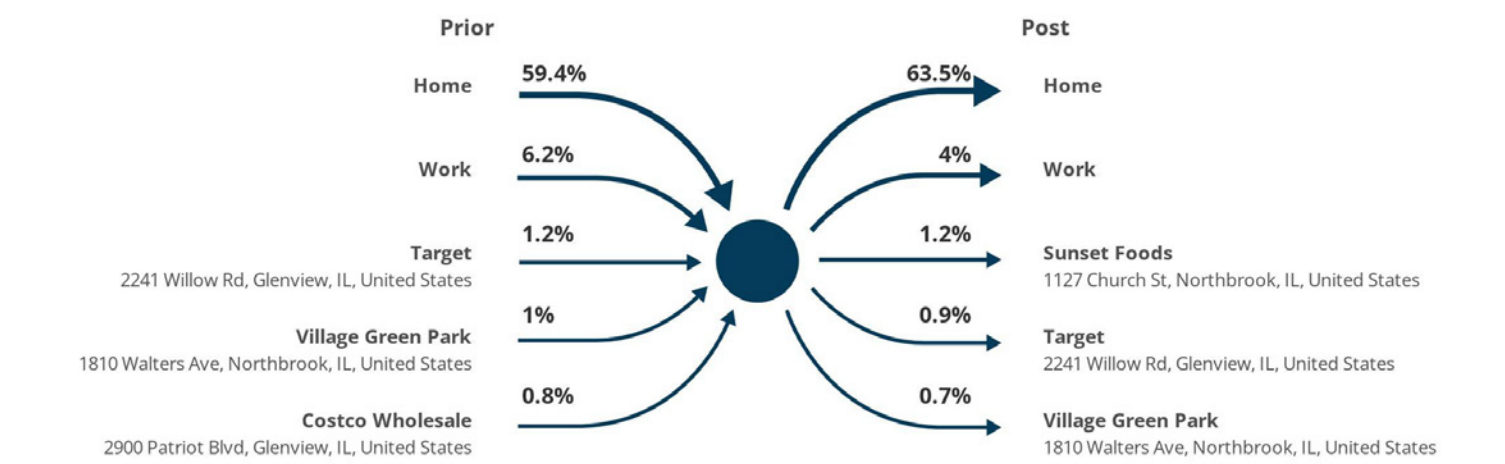 Prior
Post
59.4%
Home
63.5%
Home
6.2%
Work
4%
Work
1.2%
Target
2241 Willow Rd, Glenview, IL, United States
1.2%
Sunset Foods
1127 Church St, Northbrook, IL, United States
1%
Village Green Park
1810 Walters Ave, Northbrook, IL, United States
0.9%
Target
2241 Willow Rd, Glenview, IL, United States
0.8%
Costco Wholesale
2900 Patriot Blvd, Glenview, IL, United States
0.7%
Village Green Park
1810 Walters Ave, Northbrook, IL, United States